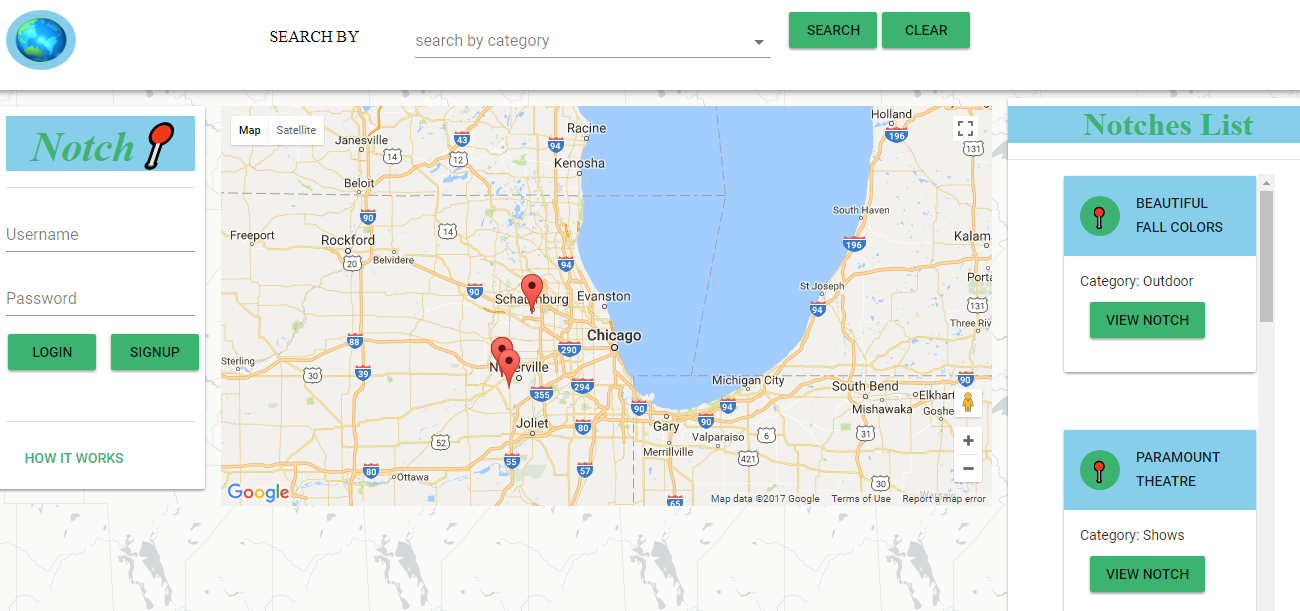 SEARCH BY
search by category
SEARCH
CLEAR
Notch
Username
Password
LOGIN
SIGNUP
HOW IT WORKS
Map
Satellite
Racine
Holland
Janesville
43
94
196
14
12
131
Kenosha
Beloit
90
South Haven
Freeport
Rockford
14
196
Kalam
20
Belvidere
94
90
Evanston
St Joseph
94
131
Chicago
Three Riv
88
290
Sterling
30
39
Michigan City
90
294
355
South Bend
Elkhart
90
94
Mishawaka
Goshe
Joliet
80
Gary
90
Valparaiso
6
31
52
Merrillville
421
55
80
57
Ottawa
30
65
Google
Map data ©2017 Google
Terms of Use
Report a map error
Notches List
BEAUTIFUL
FALL COLORS
Category: Outdoor
VIEW NOTCH
PARAMOUNT
THEATRE
Category: Shows
VIEW NOTCH